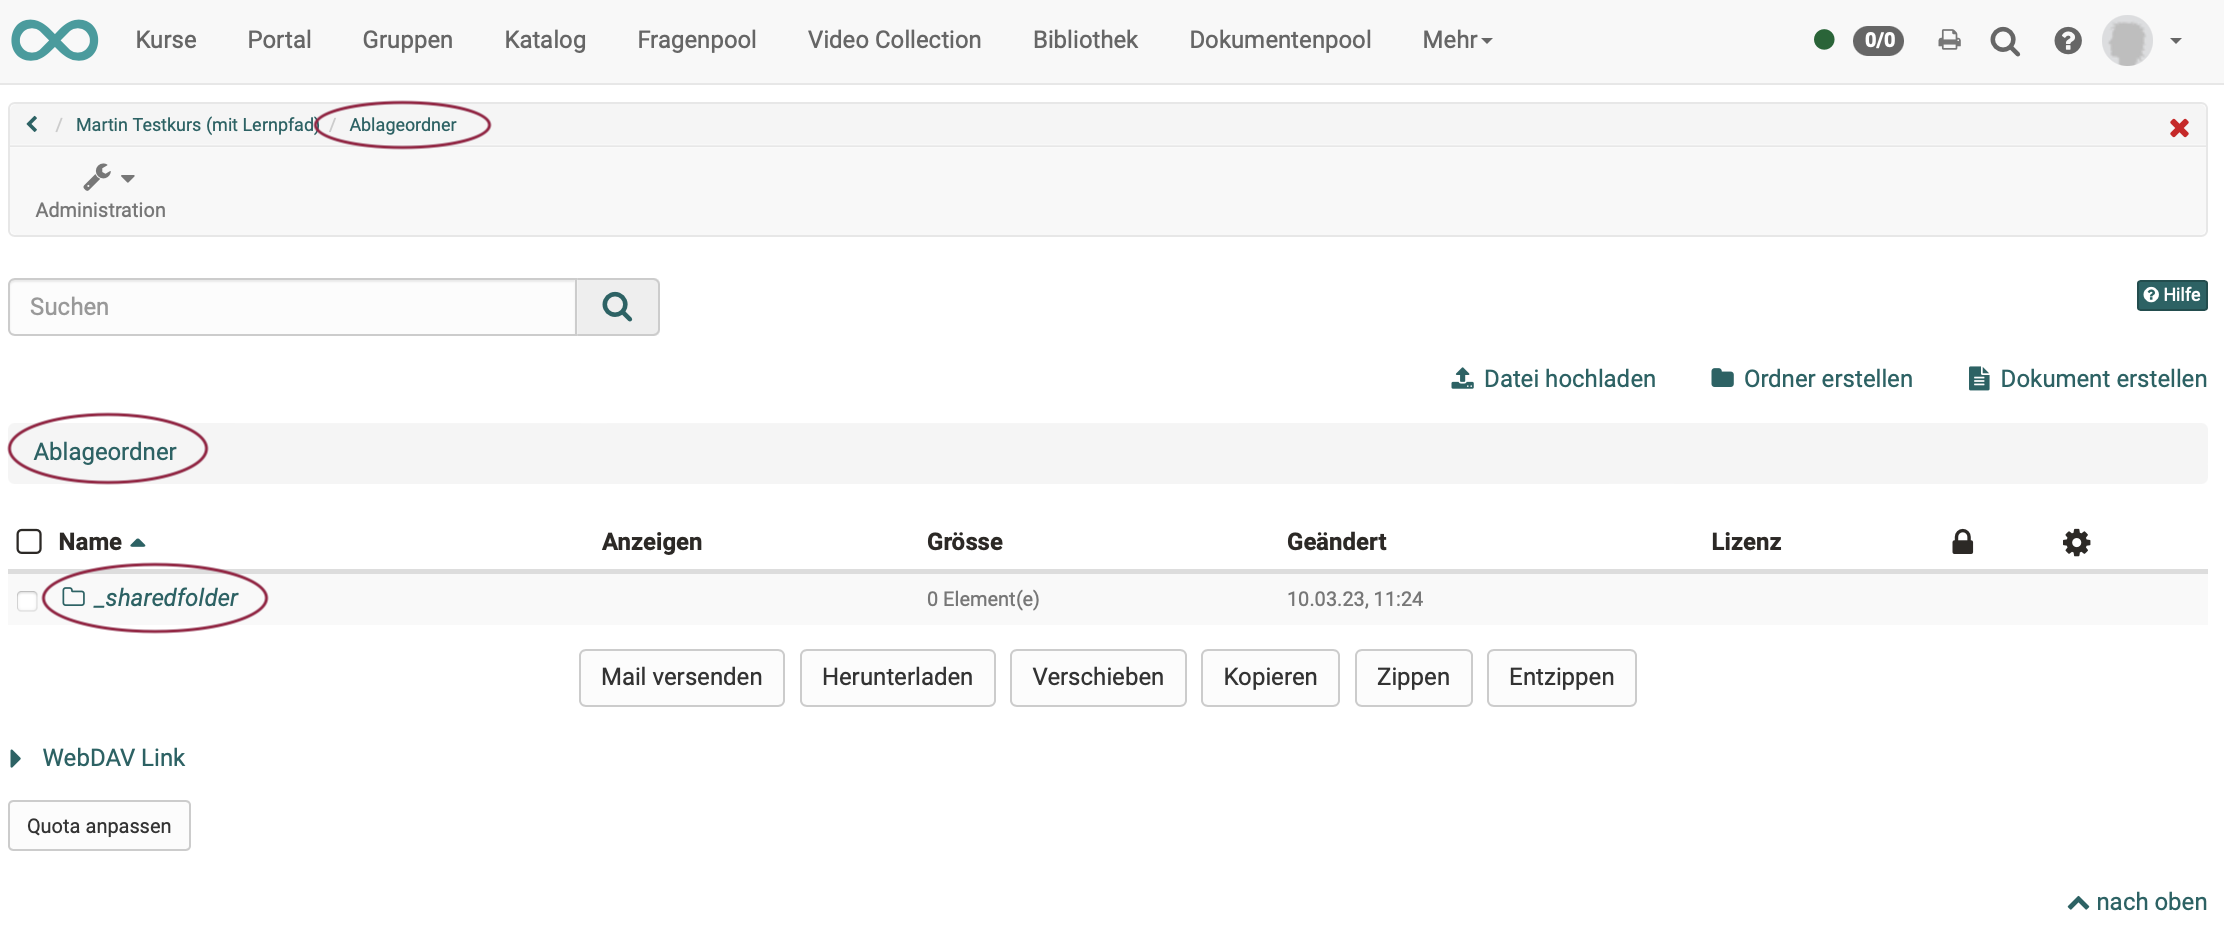 Kurse Portal Gruppen Katalog Fragenpool Video Collection Bibliothek Dokumentenpool Mehr 0/0
/ Martin Testkurs (mit Lernpfad) / Ablageordner
Administration
Suchen
Hilfe
Datei hochladen Ordner erstellen Dokument erstellen
Ablageordner
Name Anzeigen Grösse Geändert Lizenz
_sharedfolder 0 Element(e) 10.03.23, 11:24
Mail versenden Herunterladen Verschieben Kopieren Zippen Entzippen
WebDAV Link
Quota anpassen
nach oben